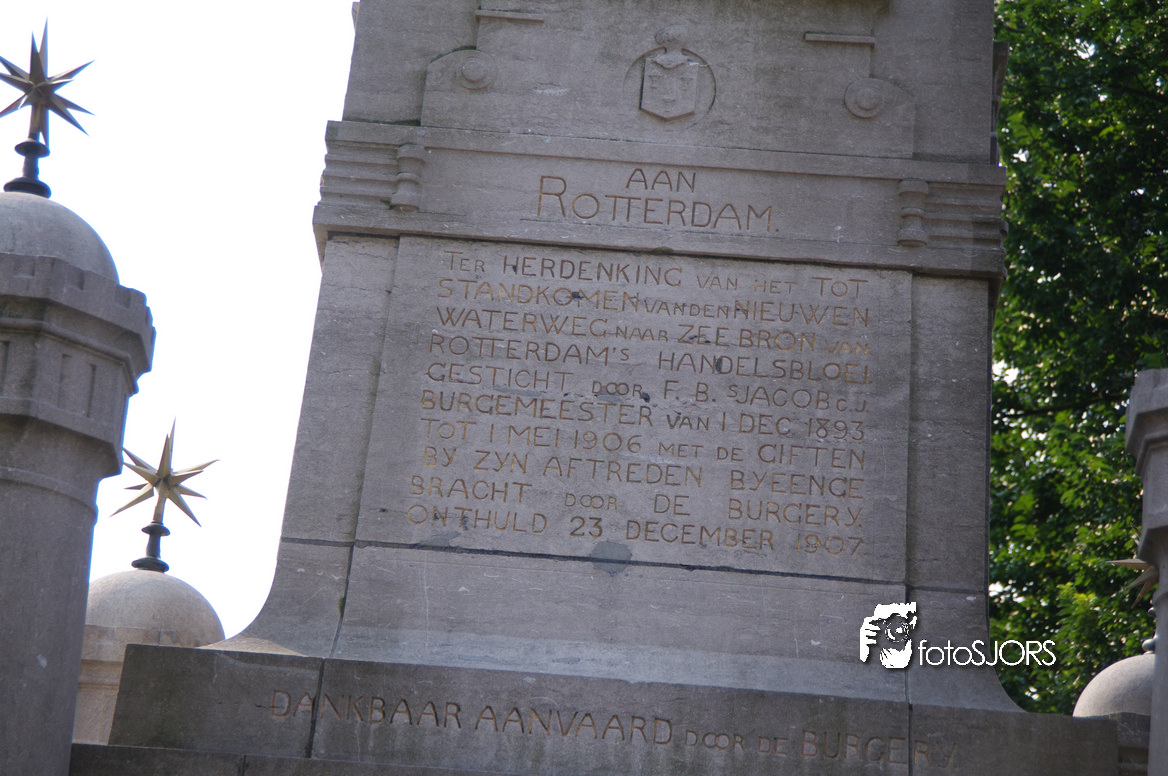 AAN
ROTTERDAM.
TER HERDENKING VAN HET TOT
STANDKOMEN VAN DEN NIEUWEN
WATERWEG NAAR ZEE BRON VAN
ROTTERDAM'S HANDELSBLOEI.
GESTICHT DOOR F. B. sJACOB C.J.
BURGEMEESTER VAN 1 DEC 1893
TOT 1 MEI 1906 MET DE GIFTEN
BY ZYN AFTREDEN BYEENGE
BRACHT DOOR DE BURGERY.
ONTHULD 23 DECEMBER 1907.
fotoSJORS
DANKBAAR AANVAARD DOOR DE BURGERY.